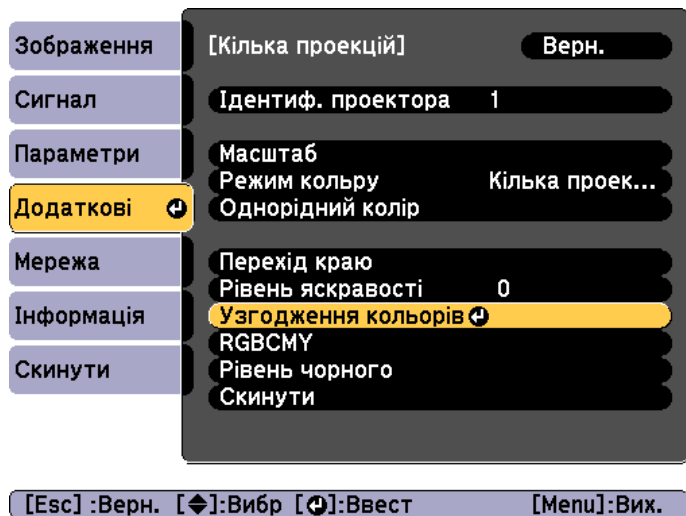 Зображення
Сигнал
Параметри
Додаткові
Мережа
Інформація
Скинути
[Кілька проекцій] Верн.
Ідентиф. проектора 1
Масштаб
Режим кольру Кілька проек...
Однорідний колір
Перехід краю
Рівень яскравості 0
Узгодження кольорів
RGBCMY
Рівень чорного
Скинути
[Esc] :Верн. []:Вибр []:Ввест [Menu]:Вих.